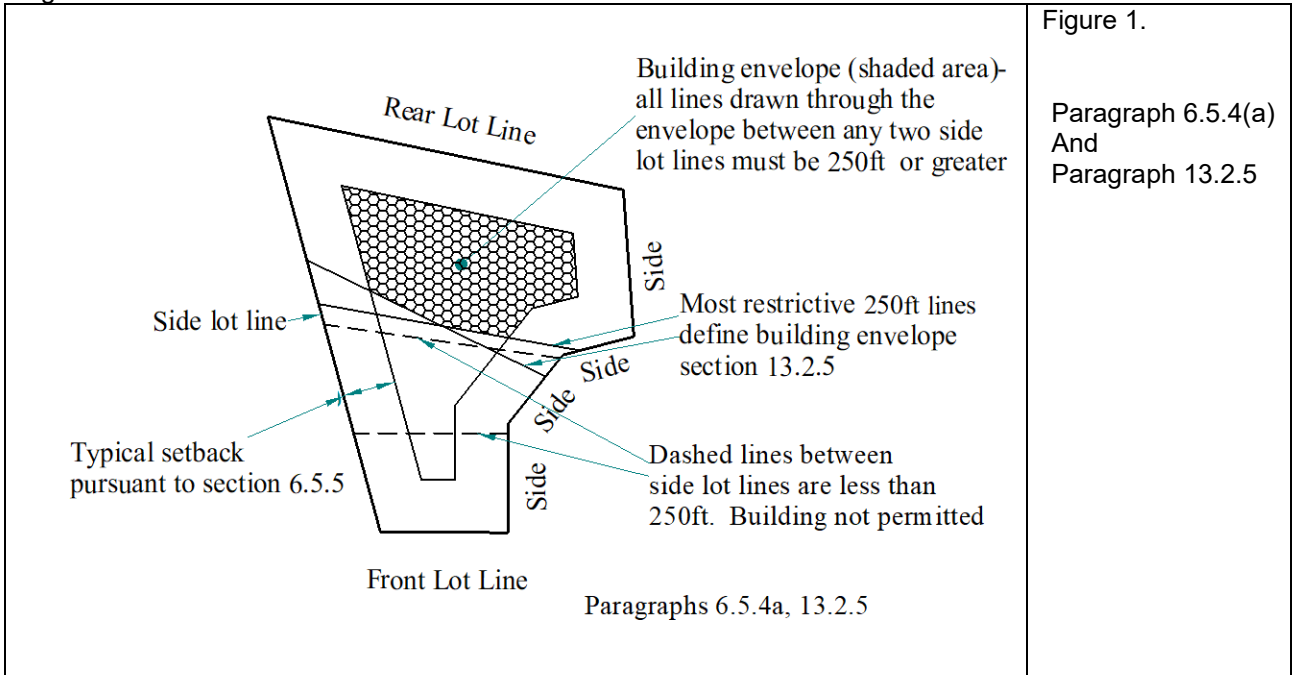 Figure 1.
Paragraph 6.5.4(a)
And
Paragraph 13.2.5
Building envelope (shaded area)-
all lines drawn through the
envelope between any two side
lot lines must be 250ft or greater
Rear Lot Line
Side
Side lot line
Most restrictive 250ft lines
define building envelope
section 13.2.5
Side
Side
Typical setback
pursuant to section 6.5.5
Side
Dashed lines between
side lot lines are less than
250ft. Building not permitted
Front Lot Line
Paragraphs 6.5.4a, 13.2.5